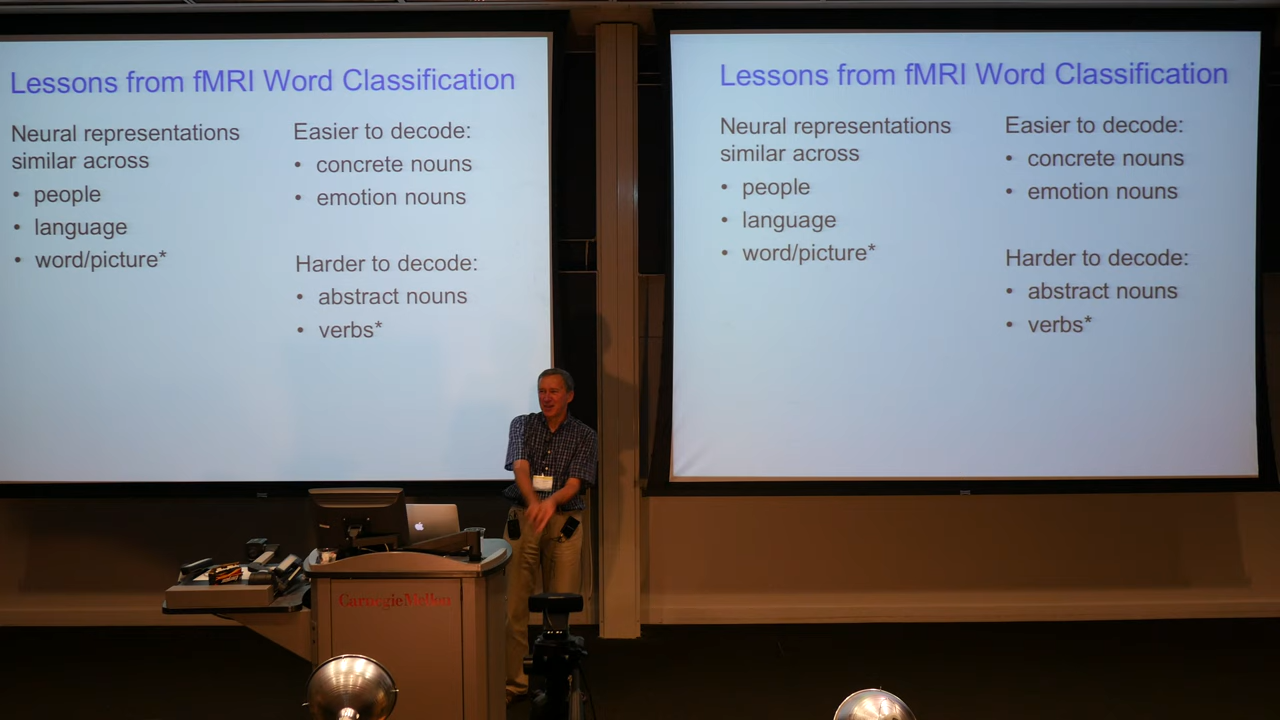 Lessons from fMRI Word Classification
Neural representations
similar across
• people
• language
• word/picture*
Easier to decode:
• concrete nouns
• emotion nouns
Harder to decode:
• abstract nouns
• verbs*
Lessons from fMRI Word Classification
Neural representations
similar across
• people
• language
• word/picture*
Easier to decode:
• concrete nouns
• emotion nouns
Harder to decode:
• abstract nouns
• verbs*
Carnegie Mellon